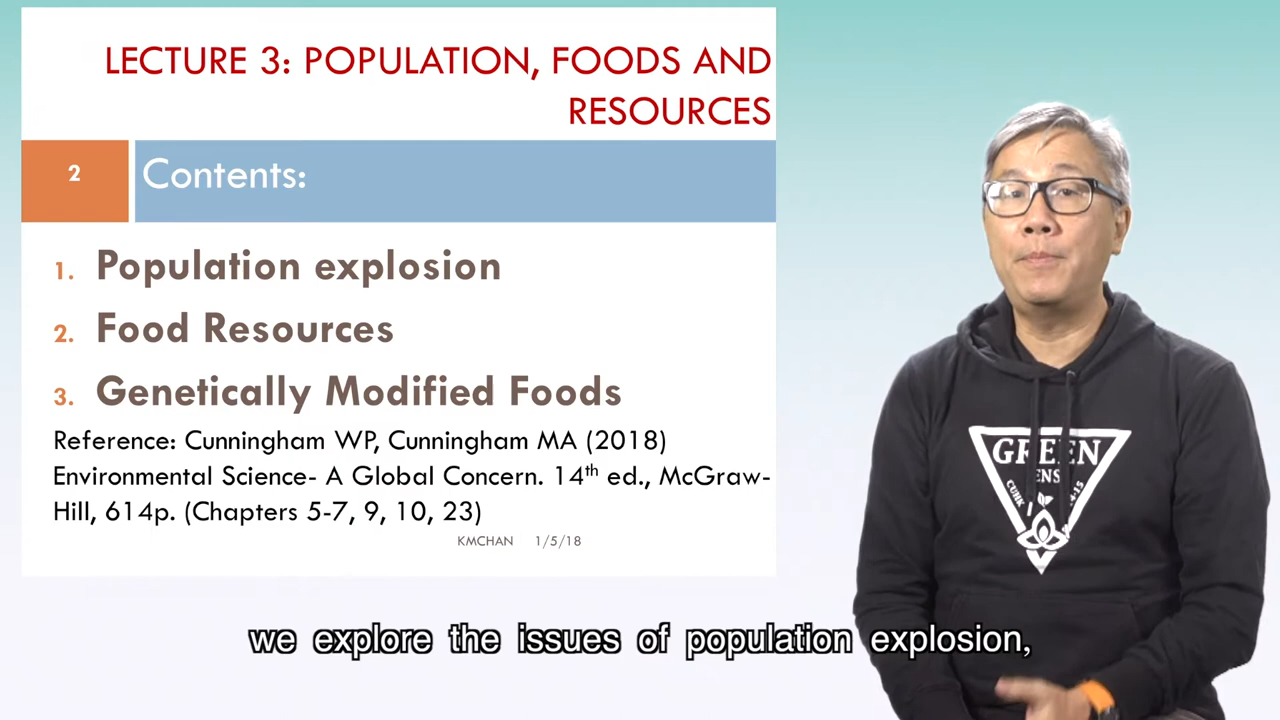 LECTURE 3: POPULATION, FOODS AND
RESOURCES
2
Contents:
1. Population explosion
2. Food Resources
3. Genetically Modified Foods
Reference: Cunningham WP, Cunningham MA (2018)
Environmental Science- A Global Concern. 14th ed., McGraw-
Hill, 614p. (Chapters 5-7, 9, 10, 23)
KMCHAN 1/5/18
GREEN
CUHK
we explore the issues of population explosion,